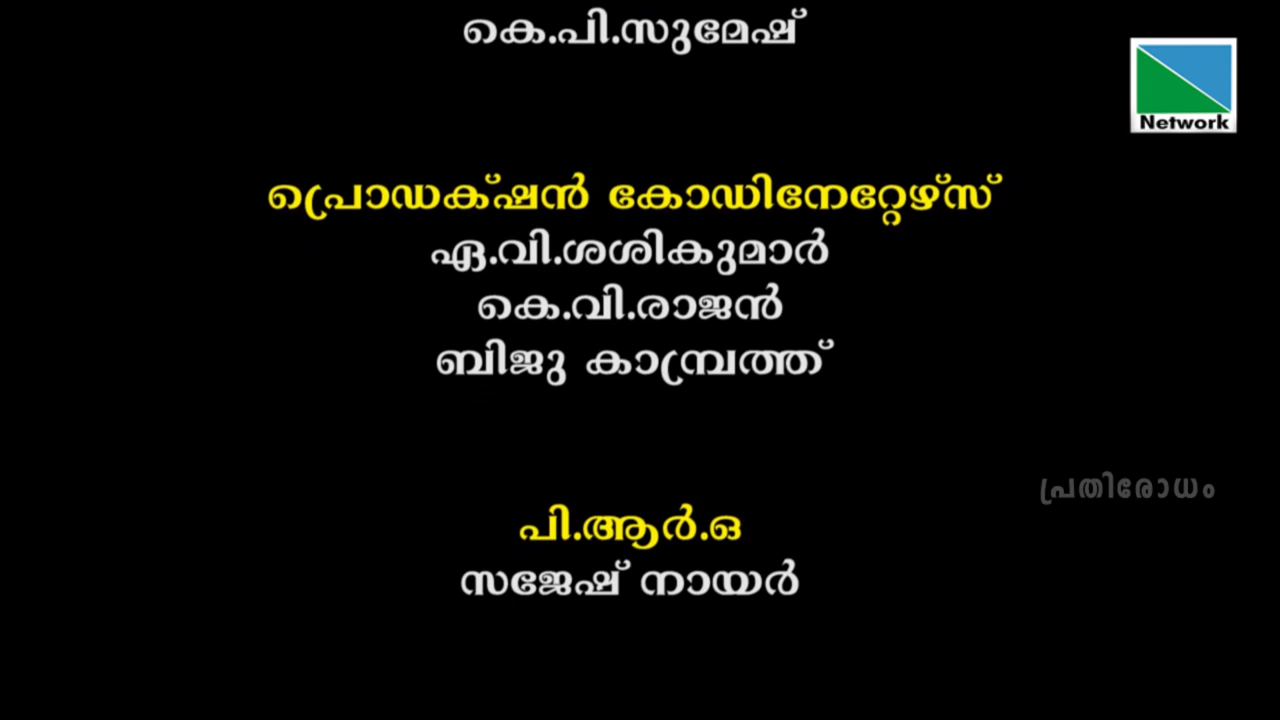 കെ.പി.സുമേഷ്
Network
പ്രൊഡക്ഷൻ കോഡിനേറ്റേഴ്സ്
ഏ.വി.ശശികുമാർ
കെ.വി.രാജൻ
ബിജു കാമ്പ്രത്ത്
പ്രതിരോധം
പി.ആർ.ഒ
സജേഷ് നായർ